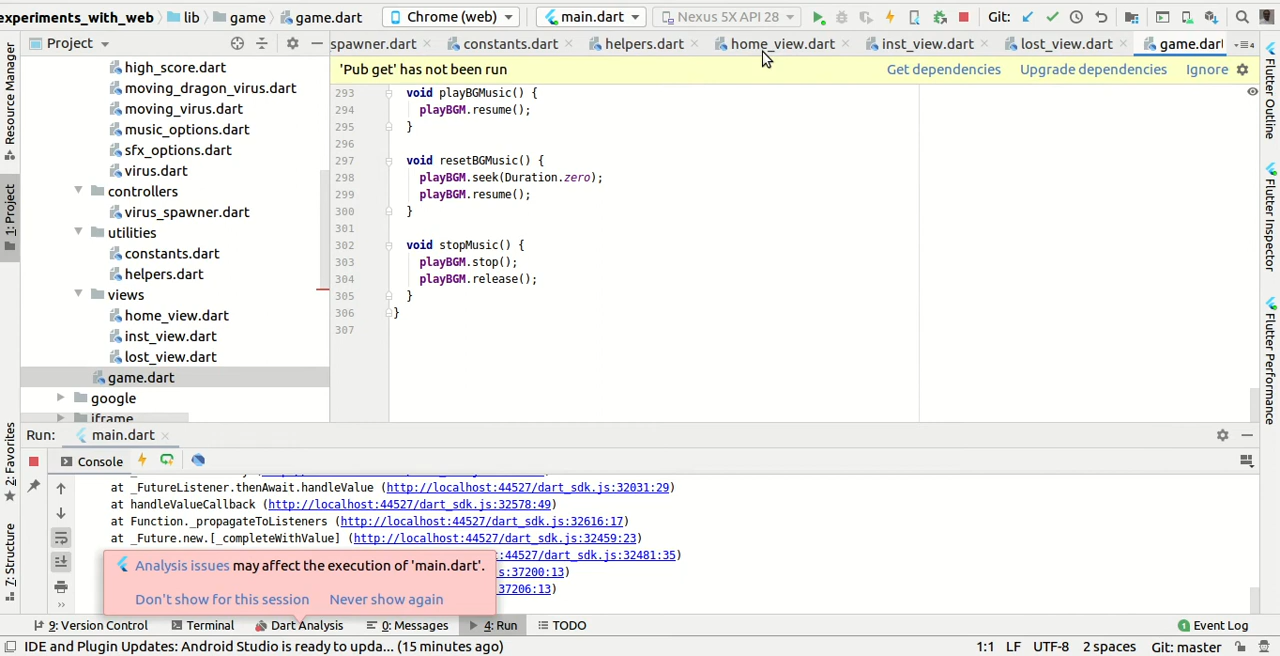 experiments_with_web > lib > game > game.dart Chrome (web) main.dart Nexus 5X API 28 Git:
Project
spawner.dart constants.dart helpers.dart home_view.dart inst_view.dart lost_view.dart game.dart
'Pub get' has not been run Get dependencies Upgrade dependencies Ignore
Resource Manager
1: Project
2: Favorites
7: Structure
high_score.dart
moving_dragon_virus.dart
moving_virus.dart
music_options.dart
sfx_options.dart
virus.dart
controllers
virus_spawner.dart
utilities
constants.dart
helpers.dart
views
home_view.dart
inst_view.dart
lost_view.dart
game.dart
google
iframe
293 void playBGMusic() {
294 playBGM.resume();
295 }
296
297 void resetBGMusic() {
298 playBGM.seek(Duration.zero);
299 playBGM.resume();
300 }
301
302 void stopMusic() {
303 playBGM.stop();
304 playBGM.release();
305 }
306 }
307
Flutter Outline
Flutter Inspector
Flutter Performance
Run: main.dart
Console
at _FutureListener.thenAwait.handleValue (http://localhost:44527/dart_sdk.js:32031:29)
at handleValueCallback (http://localhost:44527/dart_sdk.js:32578:49)
at Function._propagateToListeners (http://localhost:44527/dart_sdk.js:32616:17)
at _Future.new.[_completeWithValue] (http://localhost:44527/dart_sdk.js:32459:23)
:44527/dart_sdk.js:32481:35)
s:37200:13)
37206:13)
Analysis issues may affect the execution of 'main.dart'.
Don't show for this session Never show again
9: Version Control Terminal Dart Analysis 0: Messages 4: Run TODO 1 Event Log
IDE and Plugin Updates: Android Studio is ready to upda... (15 minutes ago) 1:1 LF UTF-8 2 spaces Git: master